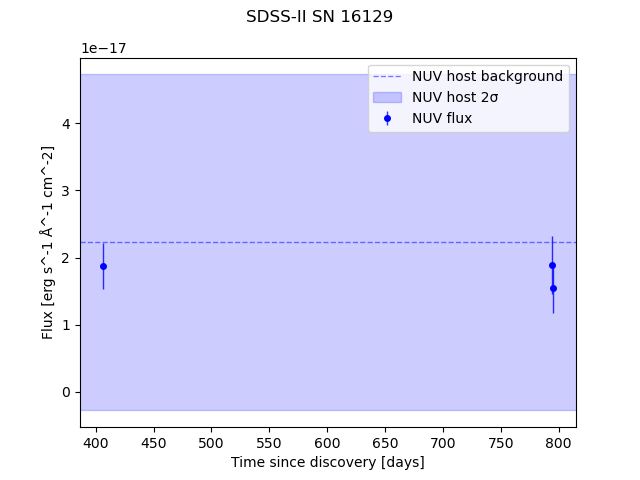 SDSS-II SN 16129
1e−17
NUV host background
NUV host 2σ
NUV flux
Flux [erg s^-1 Å^-1 cm^-2]
4
3
2
1
0
400 450 500 550 600 650 700 750 800
Time since discovery [days]